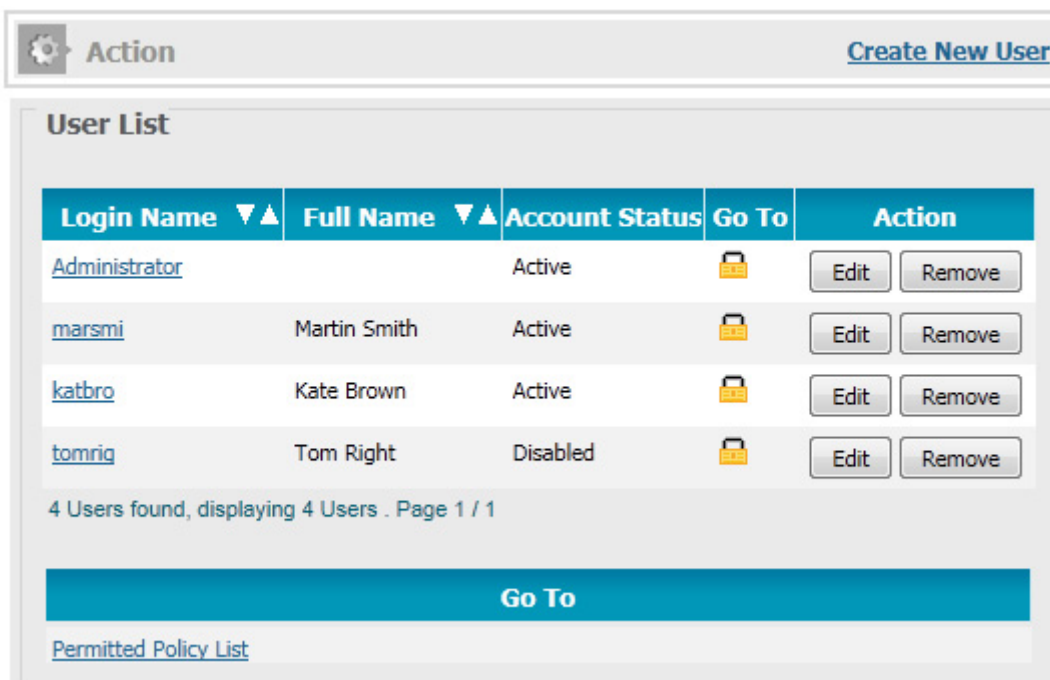 Action Create New User
User List
Login Name Full Name Account Status Go To Action
Administrator Active Edit Remove
marsmi Martin Smith Active Edit Remove
katbro Kate Brown Active Edit Remove
tomrig Tom Right Disabled Edit Remove
4 Users found, displaying 4 Users . Page 1 / 1
Go To
Permitted Policy List